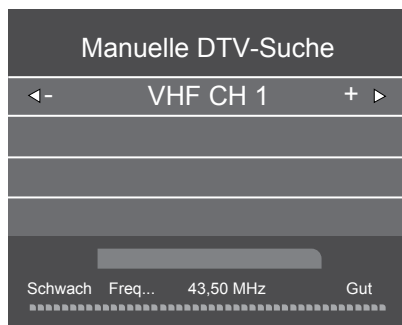 Manuelle DTV-Suche
- VHF CH 1 +
Schwach Freq... 43,50 MHz Gut